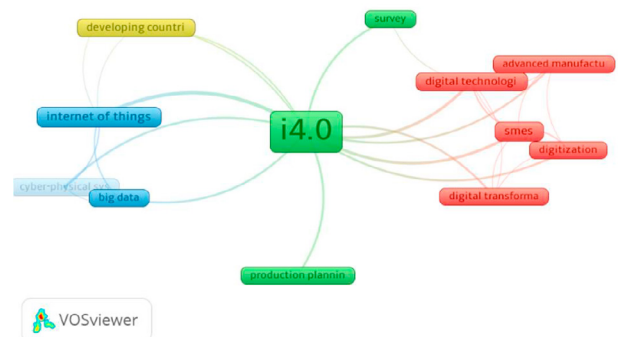 survey
developing countri
advanced manufactu
digital technologi
internet of things
i4.0
smes
digitization
cyber-physical sys
big data
digital transforma
production plannin
VOSviewer